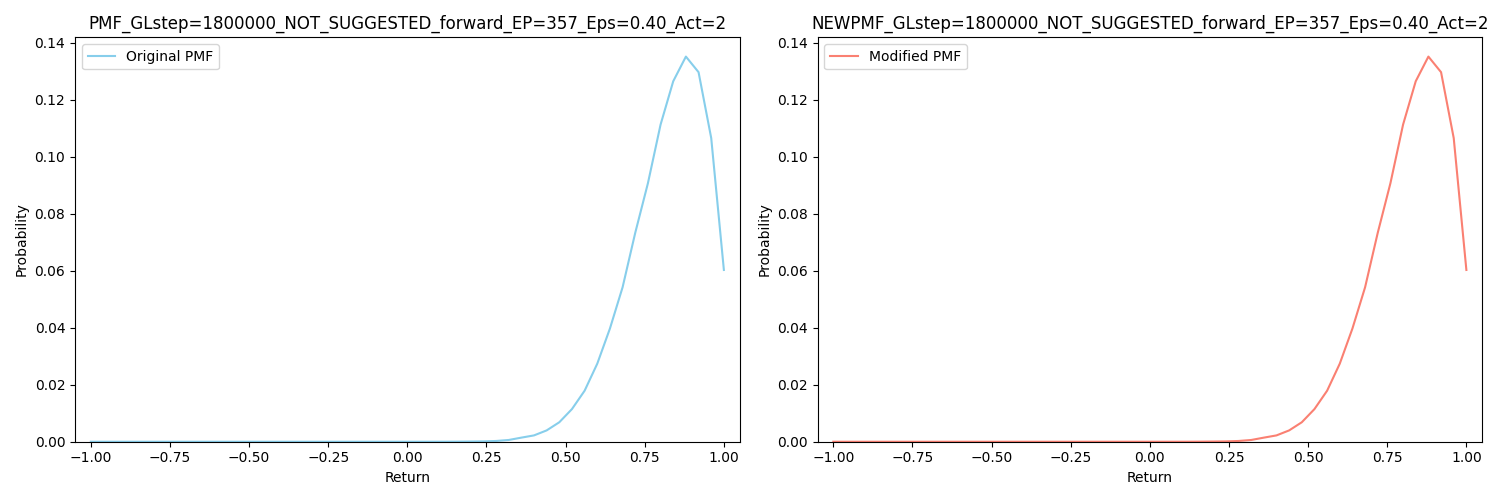 PMF_GLstep=1800000_NOT_SUGGESTED_forward_EP=357_Eps=0.40_Act=2
Original PMF
Probability
0.14
0.12
0.10
0.08
0.06
0.04
0.02
0.00
−1.00 −0.75 −0.50 −0.25 0.00 0.25 0.50 0.75 1.00
Return
NEWPMF_GLstep=1800000_NOT_SUGGESTED_forward_EP=357_Eps=0.40_Act=2
Modified PMF
Probability
0.14
0.12
0.10
0.08
0.06
0.04
0.02
0.00
−1.00 −0.75 −0.50 −0.25 0.00 0.25 0.50 0.75 1.00
Return